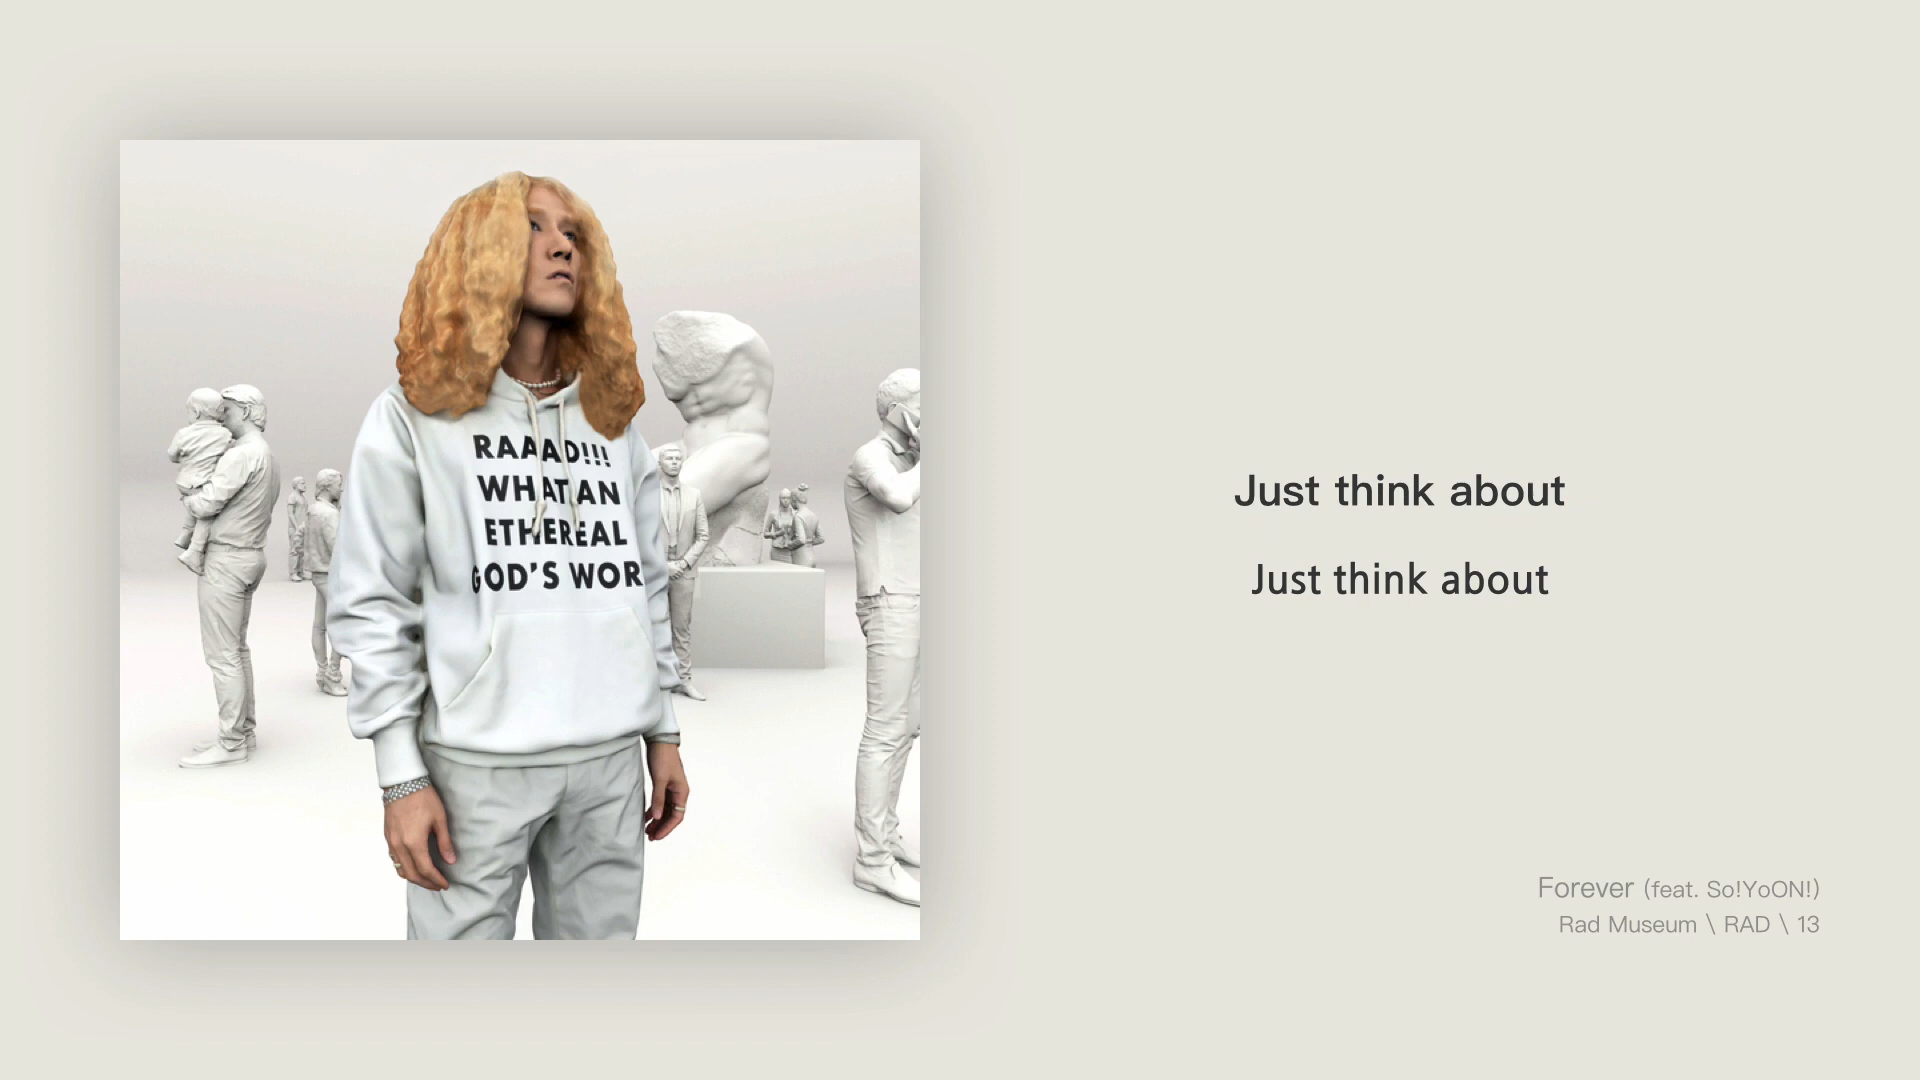 RAAAD!!!
WHAT AN
ETHEREAL
GOD'S WOR
Just think about
Just think about
Forever (feat. So!YoON!)
Rad Museum \ RAD \ 13